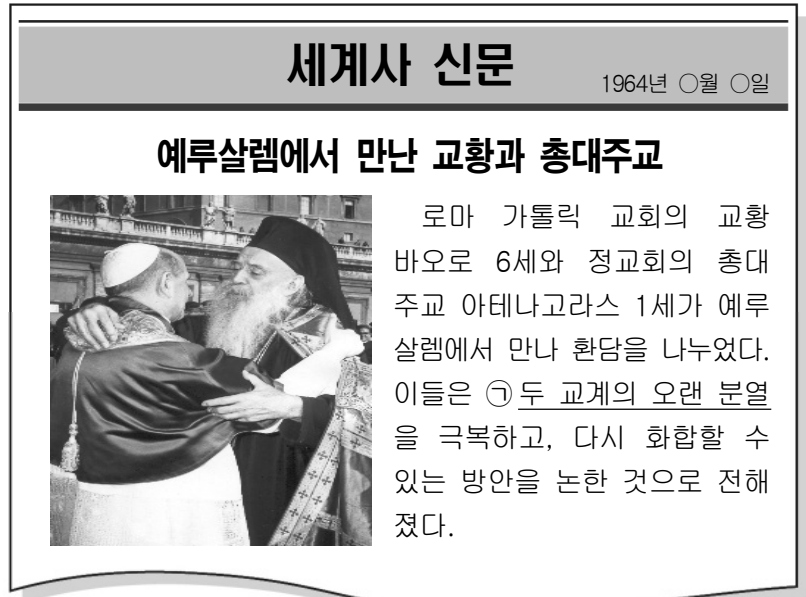 세계사 신문
1964년 ○월 ○일
예루살렘에서 만난 교황과 총대주교
로마 가톨릭 교회의 교황
바오로 6세와 정교회의 총대
주교 아테나고라스 1세가 예루
살렘에서 만나 환담을 나누었다.
이들은 ㉠두 교계의 오랜 분열
을 극복하고, 다시 화합할 수
있는 방안을 논한 것으로 전해
졌다.